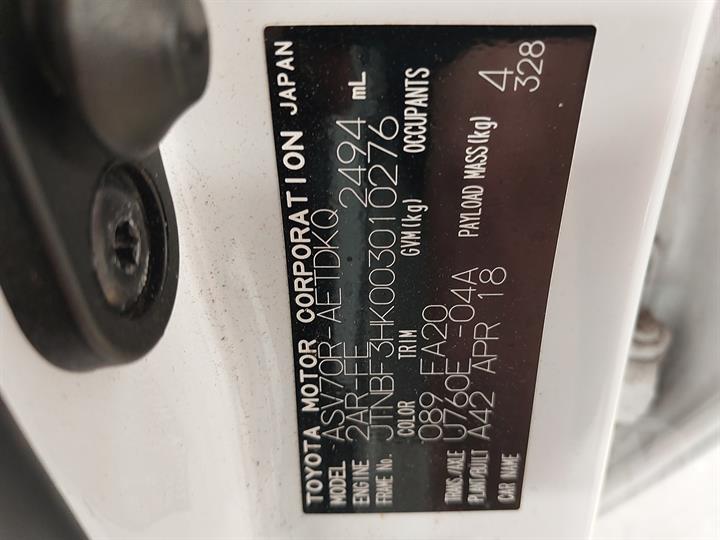 TOYOTA MOTOR CORPORATION JAPAN
MODEL ASV70R-AETDKQ
ENGINE 2AR-FE 2494 mL
FRAME No. JTNBF3HK003010276
COLOR TRIM GVM(kg) OCCUPANTS
089 FA20 4
TRANS./AXLE U760E -04A PAYLOAD MASS(kg) 328
PLANT/BUILT A42 APR 18
CAR NAME